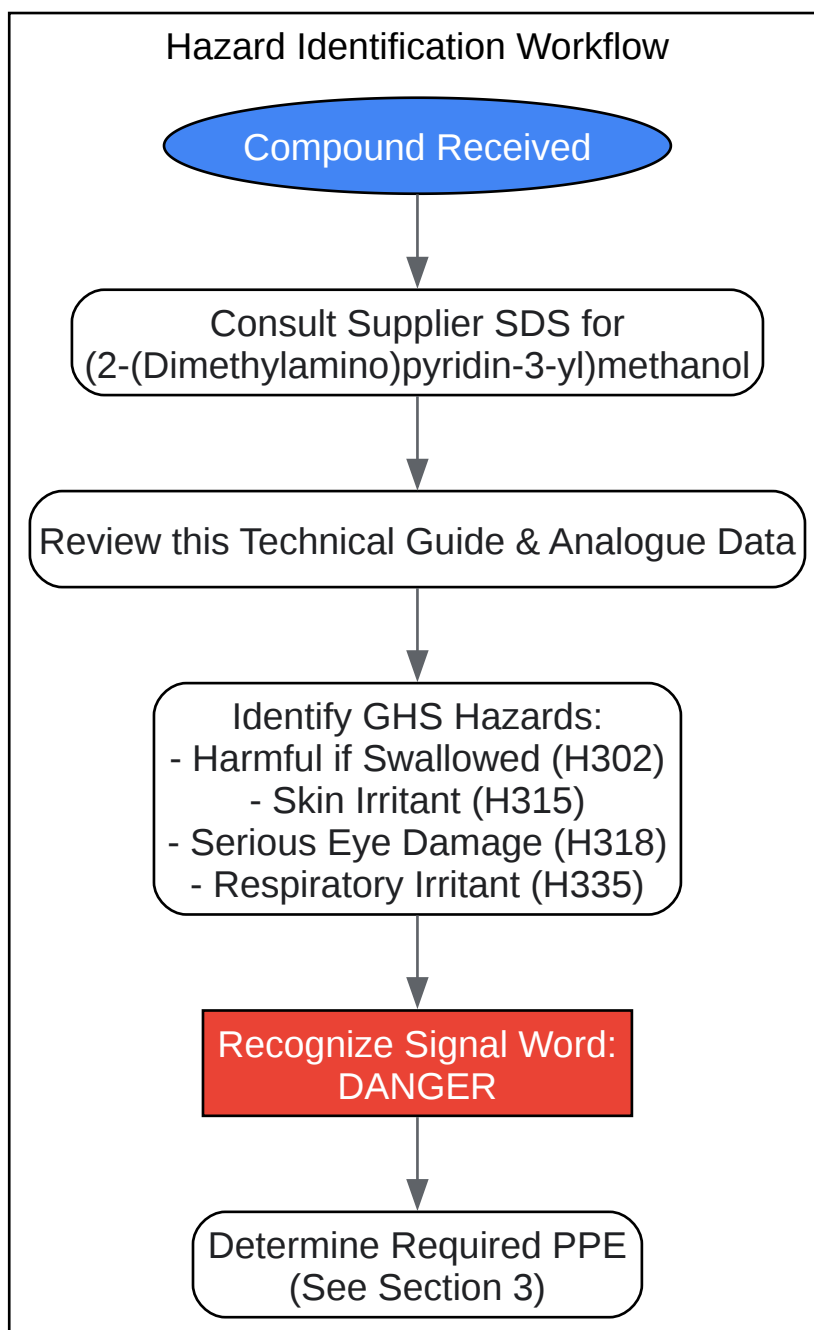 Hazard Identification Workflow
Compound Received
Consult Supplier SDS for
(2-(Dimethylamino)pyridin-3-yl)methanol
Review this Technical Guide & Analogue Data
Identify GHS Hazards:
- Harmful if Swallowed (H302)
- Skin Irritant (H315)
- Serious Eye Damage (H318)
- Respiratory Irritant (H335)
Recognize Signal Word:
DANGER
Determine Required PPE
(See Section 3)